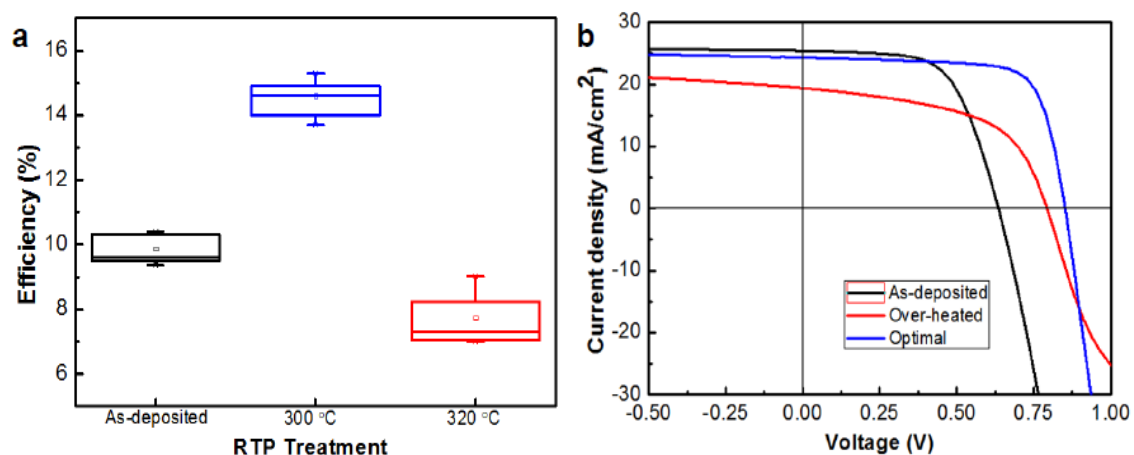 a
Efficiency (%)
16
14
12
10
8
6
As-deposited
300 °C
320 °C
RTP Treatment
b
Current density (mA/cm²)
30
20
10
0
-10
-20
-30
As-deposited
Over-heated
Optimal
-0.50
-0.25
0.00
0.25
0.50
0.75
1.00
Voltage (V)